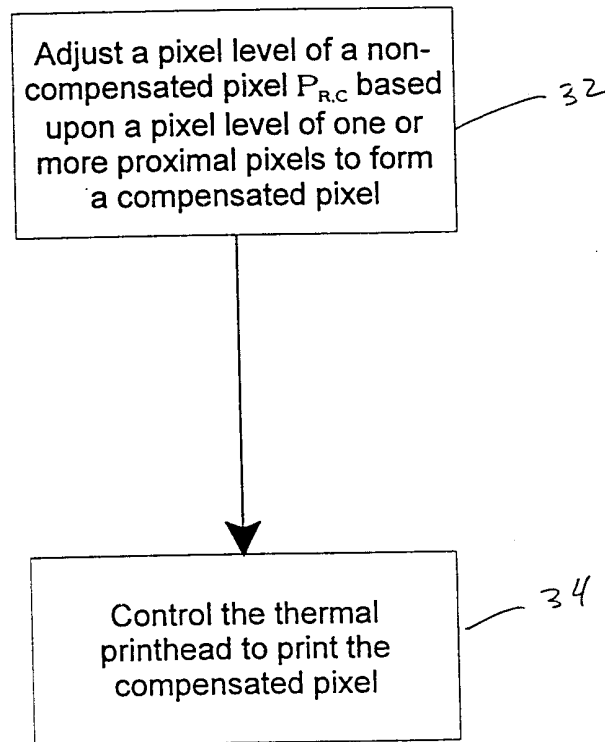 Adjust a pixel level of a non-
compensated pixel P_{R,C} based
upon a pixel level of one or
more proximal pixels to form
a compensated pixel
32
Control the thermal
printhead to print the
compensated pixel
34